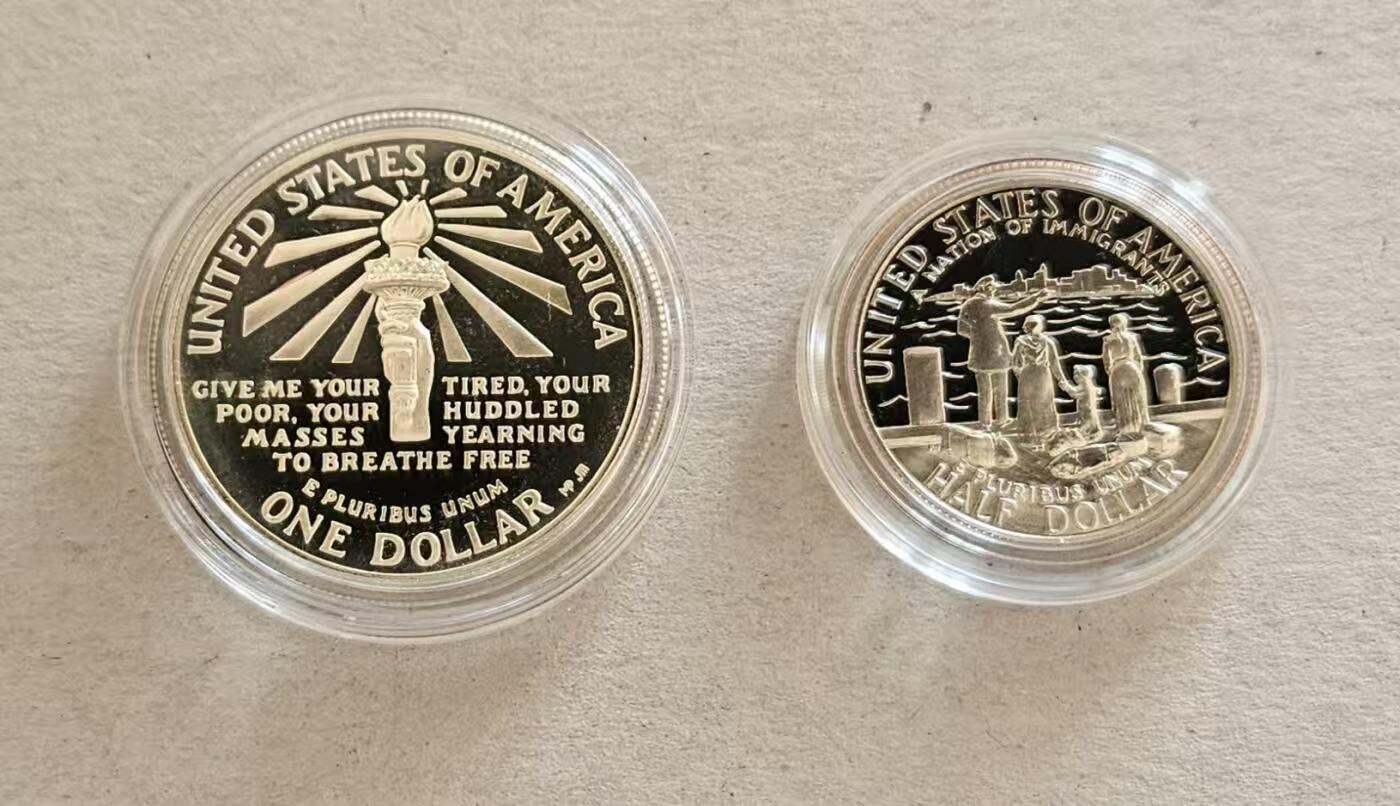 UNITED STATES OF AMERICA
GIVE ME YOUR TIRED, YOUR
POOR, YOUR HUDDLED
MASSES YEARNING
TO BREATHE FREE
E PLURIBUS UNUM
ONE DOLLAR
UNITED STATES OF AMERICA
A NATION OF IMMIGRANTS
E PLURIBUS UNUM
HALF DOLLAR